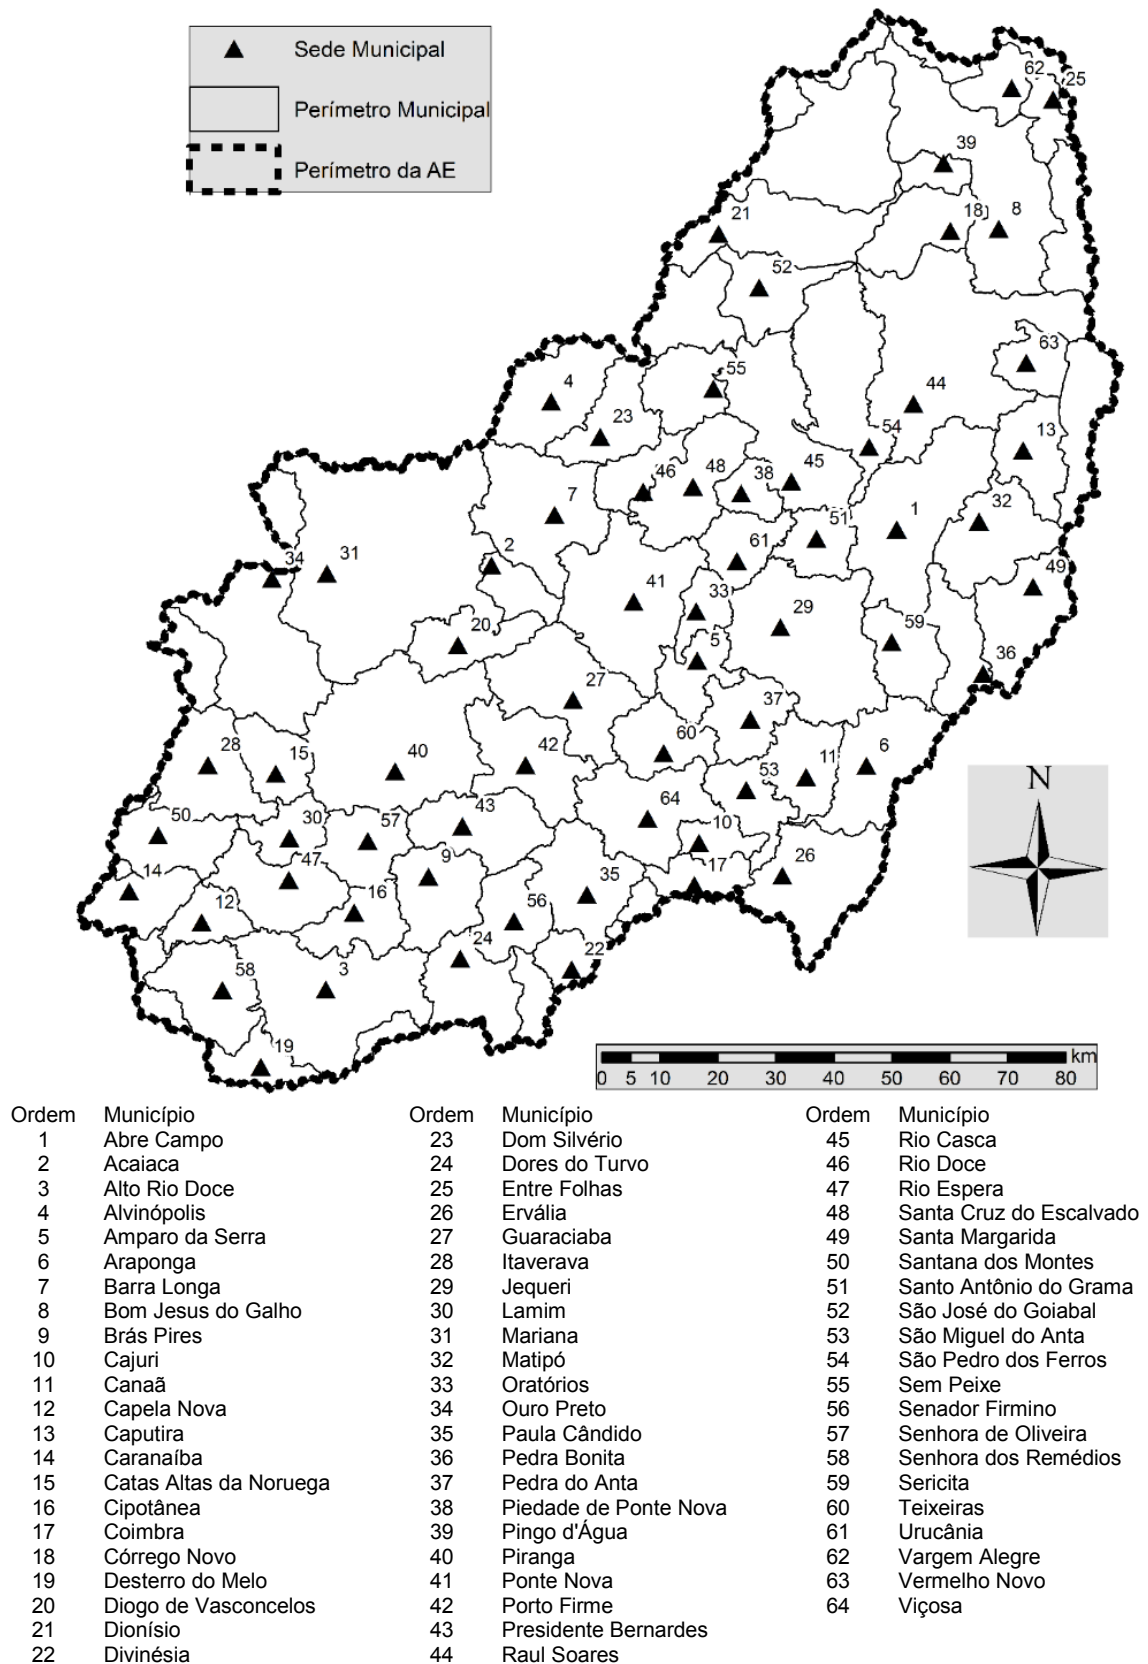 Sede Municipal
Perímetro Municipal
Perímetro da AE
62
25
39
21
18
8
52
63
55
4
44
23
54
13
45
46
48
38
7
32
1
51
2
61
34
31
49
41
33
29
20
59
5
36
27
37
28
15
40
42
60
11
6
53
N
64
50
30
57
43
10
47
14
9
26
35
17
16
12
56
24
22
58
3
19
km
0 5 10 20 30 40 50 60 70 80
Ordem Município Ordem Município Ordem Município
1 Abre Campo 23 Dom Silvério 45 Rio Casca
2 Acaiaca 24 Dores do Turvo 46 Rio Doce
3 Alto Rio Doce 25 Entre Folhas 47 Rio Espera
4 Alvinópolis 26 Ervália 48 Santa Cruz do Escalvado
5 Amparo da Serra 27 Guaraciaba 49 Santa Margarida
6 Araponga 28 Itaverava 50 Santana dos Montes
7 Barra Longa 29 Jequeri 51 Santo Antônio do Grama
8 Bom Jesus do Galho 30 Lamim 52 São José do Goiabal
9 Brás Pires 31 Mariana 53 São Miguel do Anta
10 Cajuri 32 Matipó 54 São Pedro dos Ferros
11 Canaã 33 Oratórios 55 Sem Peixe
12 Capela Nova 34 Ouro Preto 56 Senador Firmino
13 Caputira 35 Paula Cândido 57 Senhora de Oliveira
14 Caranaíba 36 Pedra Bonita 58 Senhora dos Remédios
15 Catas Altas da Noruega 37 Pedra do Anta 59 Sericita
16 Cipotânea 38 Piedade de Ponte Nova 60 Teixeiras
17 Coimbra 39 Pingo d'Água 61 Urucânia
18 Córrego Novo 40 Piranga 62 Vargem Alegre
19 Desterro do Melo 41 Ponte Nova 63 Vermelho Novo
20 Diogo de Vasconcelos 42 Porto Firme 64 Viçosa
21 Dionísio 43 Presidente Bernardes
22 Divinésia 44 Raul Soares